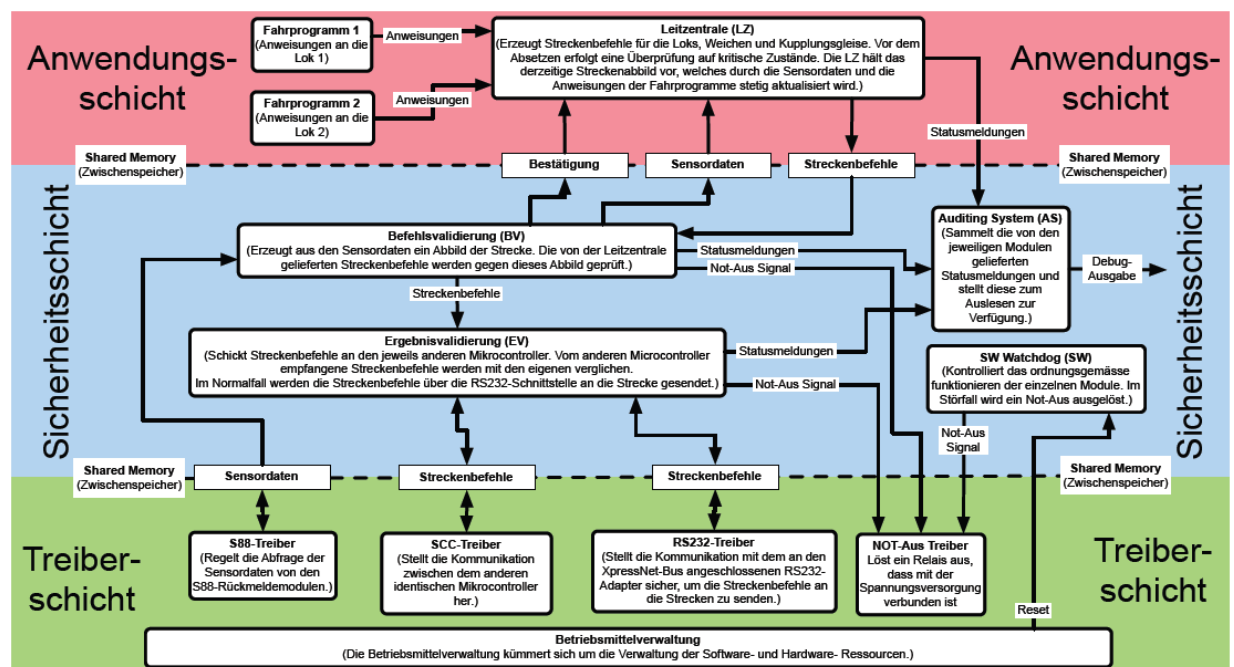 Anwendungs-
schicht
Fahrprogramm 1
(Anweisungen an die
Lok 1)
Anweisungen
Fahrprogramm 2
(Anweisungen an die
Lok 2)
Anweisungen
Leitzentrale (LZ)
(Erzeugt Streckenbefehle für die Loks, Weichen und Kupplungsgleise. Vor dem
Absetzen erfolgt eine Überprüfung auf kritische Zustände. Die LZ hält das
derzeitige Streckenabbild vor, welches durch die Sensordaten und die
Anweisungen der Fahrprogramme stetig aktualisiert wird.)
Anwendungs-
schicht
Statusmeldungen
Shared Memory
(Zwischenspeicher)
Bestätigung
Sensordaten
Streckenbefehle
Shared Memory
(Zwischenspeicher)
Sicherheitsschicht
Befehlsvalidierung (BV)
(Erzeugt aus den Sensordaten ein Abbild der Strecke. Die von der Leitzentrale
gelieferten Streckenbefehle werden gegen dieses Abbild geprüft.)
Statusmeldungen
Not-Aus Signal
Auditing System (AS)
(Sammelt die von den
jeweiligen Modulen
gelieferten
Statusmeldungen und
stellt diese zum
Auslesen zur
Verfügung.)
Debug-
Ausgabe
Sicherheitsschicht
Streckenbefehle
Ergebnisvalidierung (EV)
(Schickt Streckenbefehle an den jeweils anderen Mikrocontroller. Vom anderen Microcontroller
empfangene Streckenbefehle werden mit den eigenen verglichen.
Im Normalfall werden die Streckenbefehle über die RS232-Schnittstelle an die Strecke gesendet.)
Statusmeldungen
Not-Aus Signal
SW Watchdog (SW)
(Kontrolliert das ordnungsgemässe
funktionieren der einzelnen Module. Im
Störfall wird ein Not-Aus ausgelöst.)
Not-Aus
Signal
Shared Memory
(Zwischenspeicher)
Sensordaten
Streckenbefehle
Streckenbefehle
Shared Memory
(Zwischenspeicher)
Treiber-
schicht
S88-Treiber
(Regelt die Abfrage der
Sensordaten von den
S88-Rückmeldemodulen.)
SCC-Treiber
(Stellt die Kommunikation
zwischen dem anderen
identischen Mikrocontroller
her.)
RS232-Treiber
(Stellt die Kommunikation mit dem an den
XpressNet-Bus angeschlossenen RS232-
Adapter sicher, um die Streckenbefehle an
die Strecken zu senden.)
NOT-Aus Treiber
Löst ein Relais aus,
dass mit der
Spannungsversorgung
verbunden ist
Reset
Treiber-
schicht
Betriebsmittelverwaltung
(Die Betriebsmittelverwaltung kümmert sich um die Verwaltung der Software- und Hardware- Ressourcen.)